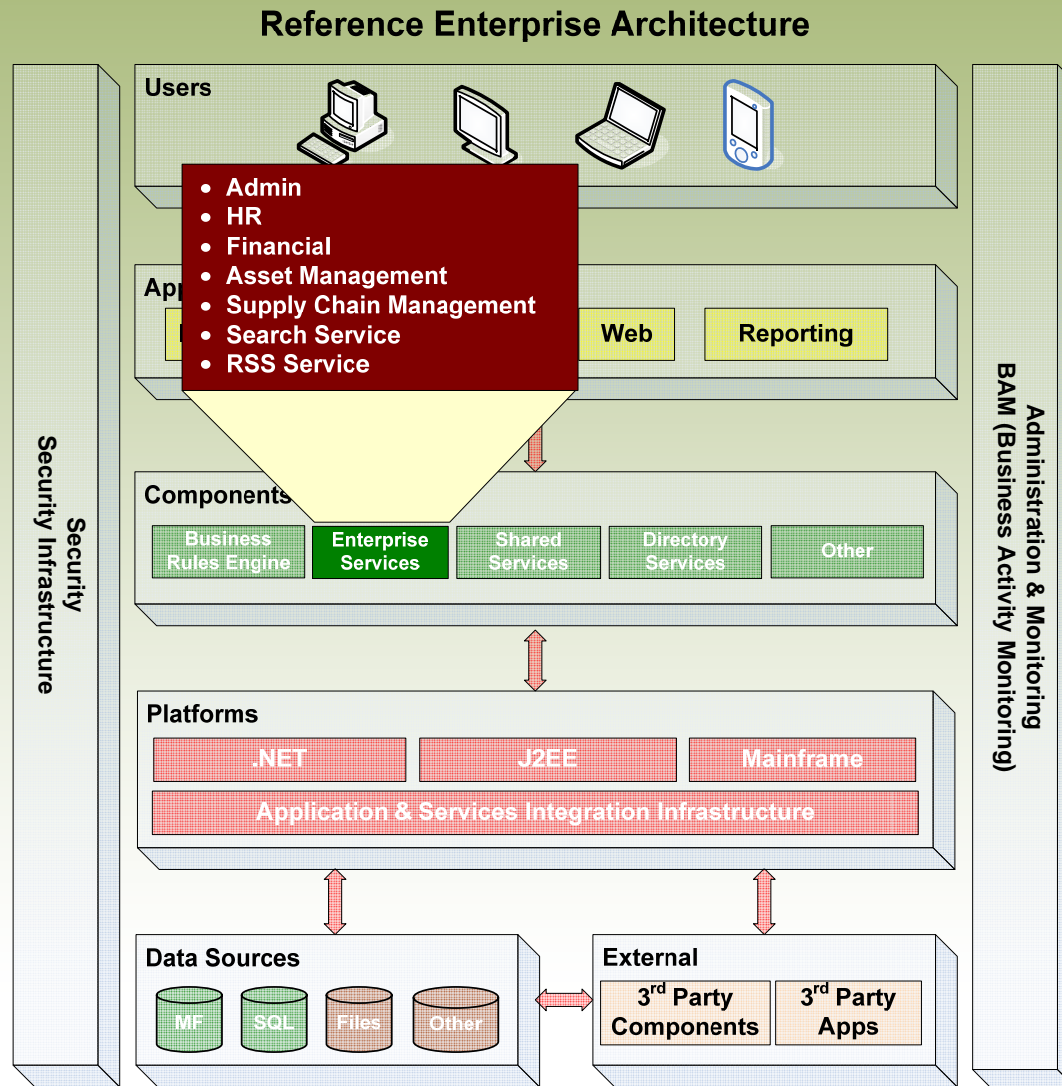 Reference Enterprise Architecture
Users
• Admin
• HR
• Financial
• Asset Management
• Supply Chain Management
• Search Service
• RSS Service
Web
Reporting
Components
Business
Rules Engine
Enterprise
Services
Shared
Services
Directory
Services
Other
Platforms
.NET
J2EE
Mainframe
Application & Services Integration Infrastructure
Data Sources
MF
SQL
Files
Other
External
3rd Party
Components
3rd Party
Apps
Security
Security Infrastructure
Administration & Monitoring
BAM (Business Activity Monitoring)